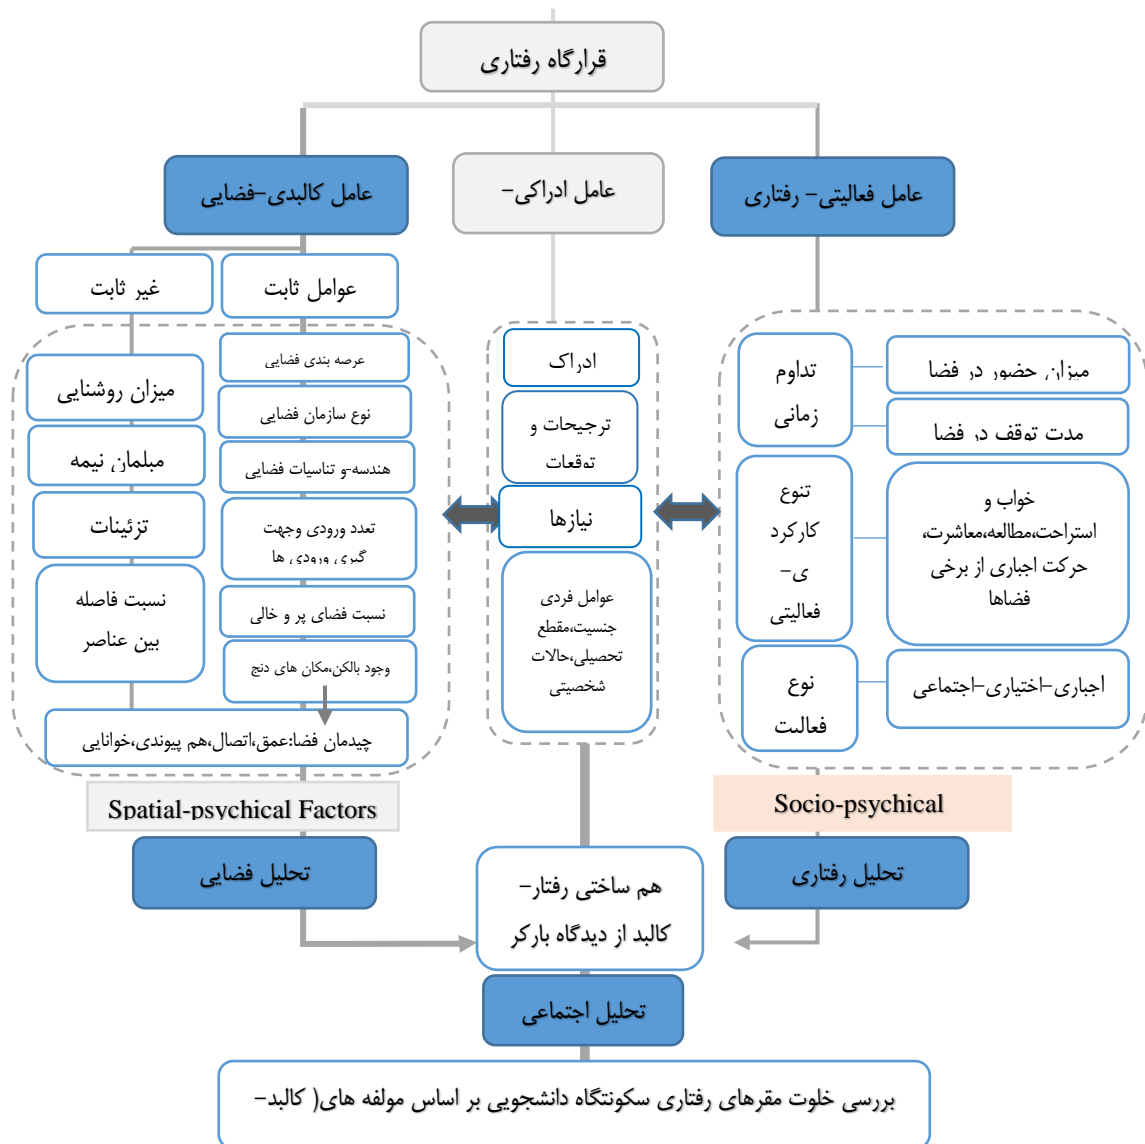 قرارگاه رفتاری
عامل فعالیتی- رفتاری
عامل ادراکی-
عامل کالبدی-فضایی
عوامل ثابت
غیر ثابت
تداوم
زمانی
میزان حضور در فضا
مدت توقف در فضا
تنوع
کارکرد
ی-
فعالیتی
خواب و
استراحت،مطالعه،معاشرت،
حرکت اجباری از برخی
فضاها
نوع
فعالیت
اجباری-اختیاری-اجتماعی
ادراک
ترجیحات و
توقعات
نیازها
عوامل فردی
جنسیت،مقطع
تحصیلی،حالات
شخصیتی
عرصه بندی فضایی
نوع سازمان فضایی
هندسه-و تناسیات فضایی
تعدد ورودی وجهت
گیری ورودی ها
نسبت فضای پر و خالی
وجود بالکن،مکان های دنج
میزان روشنایی
مبلمان نیمه
تزئینات
نسبت فاصله
بین عناصر
چیدمان فضا:عمق،اتصال،هم پیوندی،خوانایی
Socio-psychical
Spatial-psychical Factors
تحلیل رفتاری
تحلیل فضایی
هم ساختی رفتار-
کالبد از دیدگاه بارکر
تحلیل اجتماعی
بررسی خلوت مقرهای رفتاری سکونتگاه دانشجویی بر اساس مولفه های( کالبد-